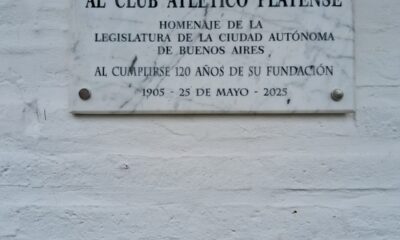 AL CLUB ATLÉTICO PLATENSE
HOMENAJE DE LA
LEGISLATURA DE LA CIUDAD AUTÓNOMA
DE BUENOS AIRES
AL CUMPLIRSE 120 AÑOS DE SU FUNDACIÓN
1905 - 25 DE MAYO - 2025